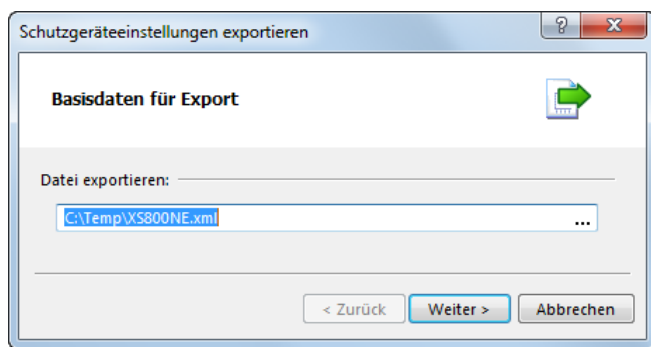 Schutzgeräteeinstellungen exportieren
Basisdaten für Export
Datei exportieren:
C:\Temp\XS800NE.xml ...
< Zurück Weiter > Abbrechen